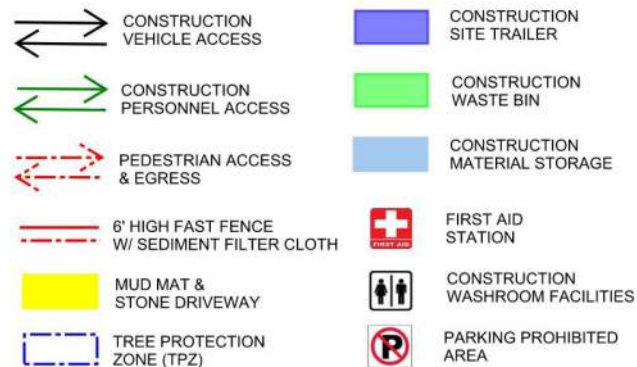 CONSTRUCTION
VEHICLE ACCESS
CONSTRUCTION
PERSONNEL ACCESS
PEDESTRIAN ACCESS
& EGRESS
6' HIGH FAST FENCE
W/ SEDIMENT FILTER CLOTH
MUD MAT &
STONE DRIVEWAY
TREE PROTECTION
ZONE (TPZ)
CONSTRUCTION
SITE TRAILER
CONSTRUCTION
WASTE BIN
CONSTRUCTION
MATERIAL STORAGE
FIRST AID
FIRST AID
STATION
CONSTRUCTION
WASHROOM FACILITIES
P
PARKING PROHIBITED
AREA